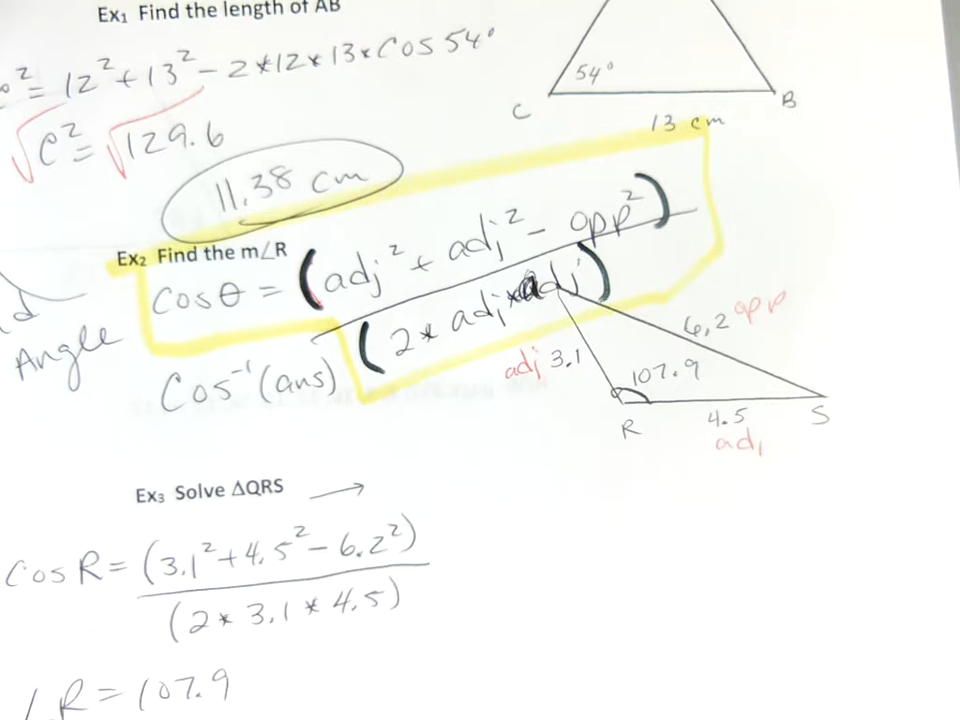 Ex1 Find the length of AB
c² = 12² + 13² - 2*12*13*Cos 54°
√c² = √129.6
11.38 cm
54°
C
B
13 cm
Ex2 Find the m∠R
Cosθ = (adj² + adj² - opp²)
(2* adj*adj)
Angle
Cos⁻¹(ans)
adj 3.1
6.2 opp
107.9
R
4.5
S
adj
Ex3 Solve ΔQRS →
Cos R = (3.1² + 4.5² - 6.2²)
(2* 3.1 * 4.5)
∠R = 107.9